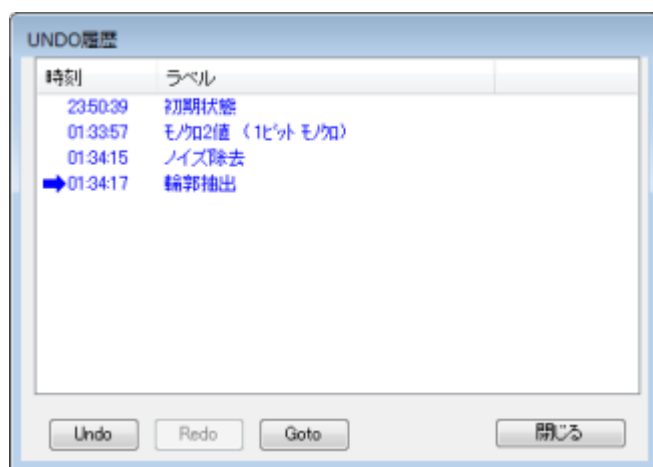 UNDO履歴
時刻 ラベル
23:50:39 初期状態
01:33:57 モノクロ2値 (1ビット モノクロ)
01:34:15 ノイズ除去
01:34:17 輪郭抽出
Undo Redo Goto 閉じる